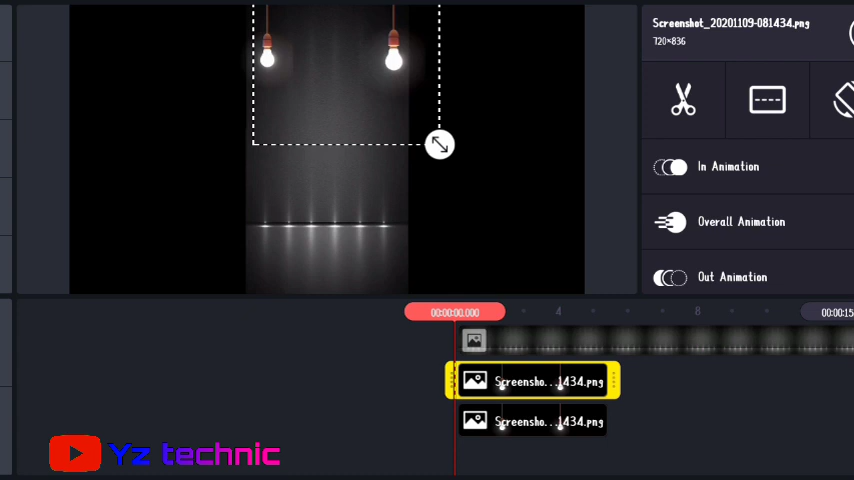 Screenshot_20201109-081434.png
720×836
In Animation
Overall Animation
Out Animation
00:00:00.000
4
8
00:00:15
Screensho...1434.png
Screensho...1434.png
Yz technic